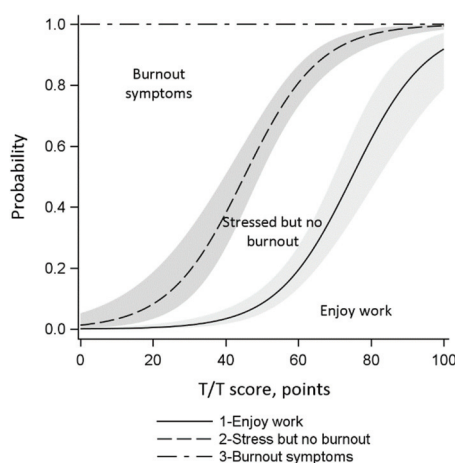 1.0
0.8
0.6
0.4
0.2
0.0
Probability
Burnout
symptoms
Stressed but no
burnout
Enjoy work
0 20 40 60 80 100
T/T score, points
1-Enjoy work
2-Stress but no burnout
3-Burnout symptoms